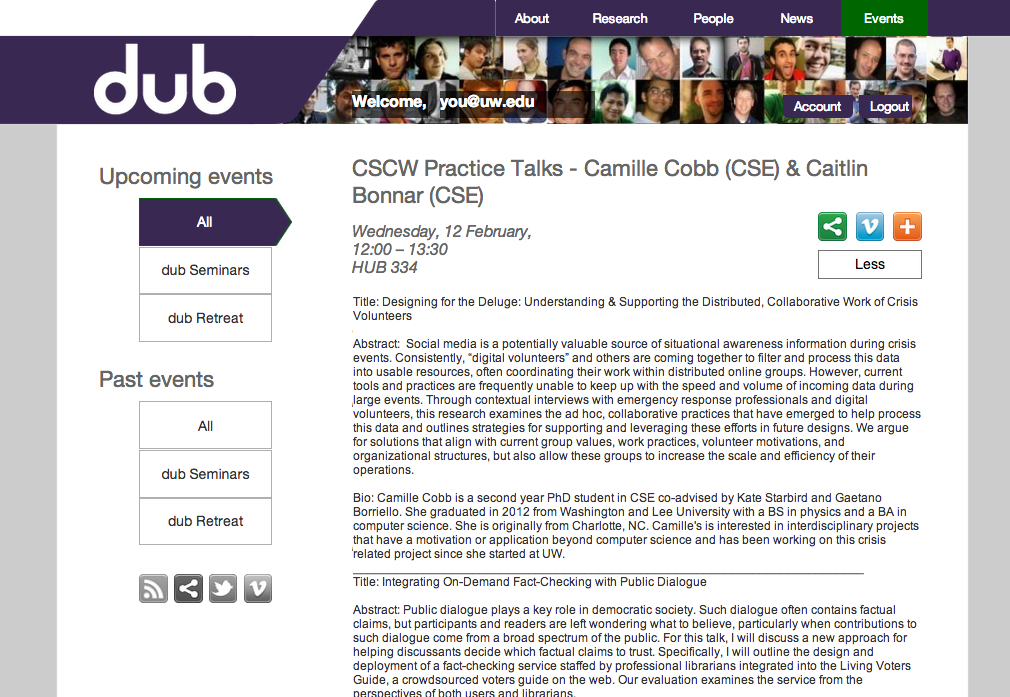 About Research People News Events
dub
Welcome, you@uw.edu
Account Logout
Upcoming events
All
dub Seminars
dub Retreat
Past events
All
dub Seminars
dub Retreat
CSCW Practice Talks - Camille Cobb (CSE) & Caitlin
Bonnar (CSE)
Wednesday, 12 February,
12:00 – 13:30
HUB 334
Less
Title: Designing for the Deluge: Understanding & Supporting the Distributed, Collaborative Work of Crisis
Volunteers
Abstract:  Social media is a potentially valuable source of situational awareness information during crisis
events. Consistently, “digital volunteers” and others are coming together to filter and process this data
into usable resources, often coordinating their work within distributed online groups. However, current
tools and practices are frequently unable to keep up with the speed and volume of incoming data during
large events. Through contextual interviews with emergency response professionals and digital
volunteers, this research examines the ad hoc, collaborative practices that have emerged to help process
this data and outlines strategies for supporting and leveraging these efforts in future designs. We argue
for solutions that align with current group values, work practices, volunteer motivations, and
organizational structures, but also allow these groups to increase the scale and efficiency of their
operations.
Bio: Camille Cobb is a second year PhD student in CSE co-advised by Kate Starbird and Gaetano
Borriello. She graduated in 2012 from Washington and Lee University with a BS in physics and a BA in
computer science. She is originally from Charlotte, NC. Camille's is interested in interdisciplinary projects
that have a motivation or application beyond computer science and has been working on this crisis
related project since she started at UW.
Title: Integrating On-Demand Fact-Checking with Public Dialogue
Abstract: Public dialogue plays a key role in democratic society. Such dialogue often contains factual
claims, but participants and readers are left wondering what to believe, particularly when contributions to
such dialogue come from a broad spectrum of the public. For this talk, I will discuss a new approach for
helping discussants decide which factual claims to trust. Specifically, I will outline the design and
deployment of a fact-checking service staffed by professional librarians integrated into the Living Voters
Guide, a crowdsourced voters guide on the web. Our evaluation examines the service from the
perspectives of both users and librarians.